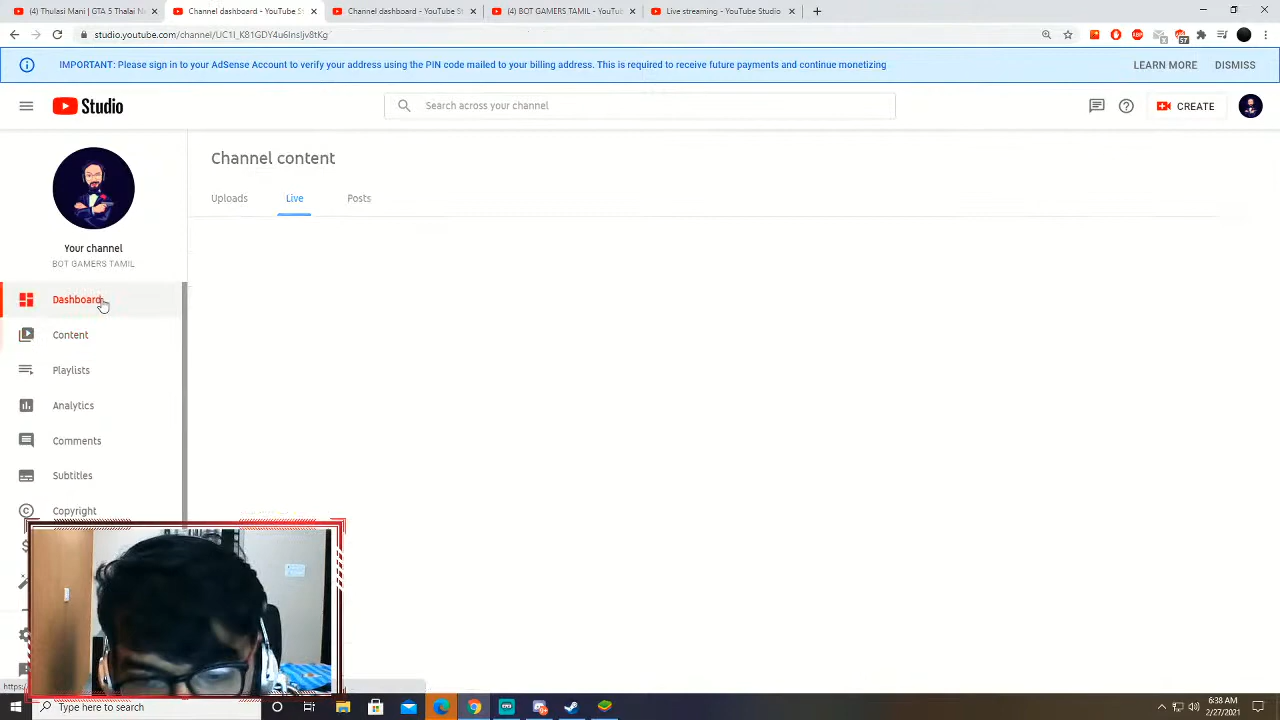 (4) Thulasi Mani | GTA 5 Thalai N
Channel dashboard - YouTube S
Channel dashboard - YouTube St
(4) BOT GAMERS TAMIL - YouTub
Live streaming - YouTube Studio
studio.youtube.com/channel/
IMPORTANT: Please sign in to your AdSense Account to verify your address using the PIN code mailed to your billing address. This is required to receive future payments and continue monetizing
LEARN MORE
DISMISS
Studio
Search across your channel
CREATE
Channel content
Uploads
Live
Posts
Your channel
BOT GAMERS TAMIL
Dashboard
Content
Playlists
Analytics
Comments
Subtitles
Copyright
Type here to search
6:38 AM
2/27/2021